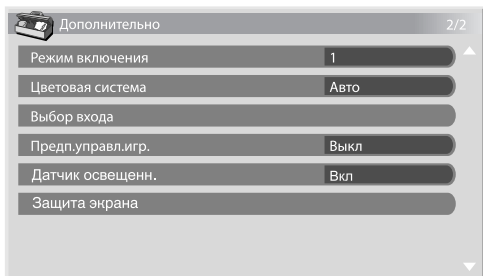 Дополнительно 2/2
Режим включения 1
Цветовая система Авто
Выбор входа
Предп.управл.игр. Выкл
Датчик освещенн. Вкл
Защита экрана